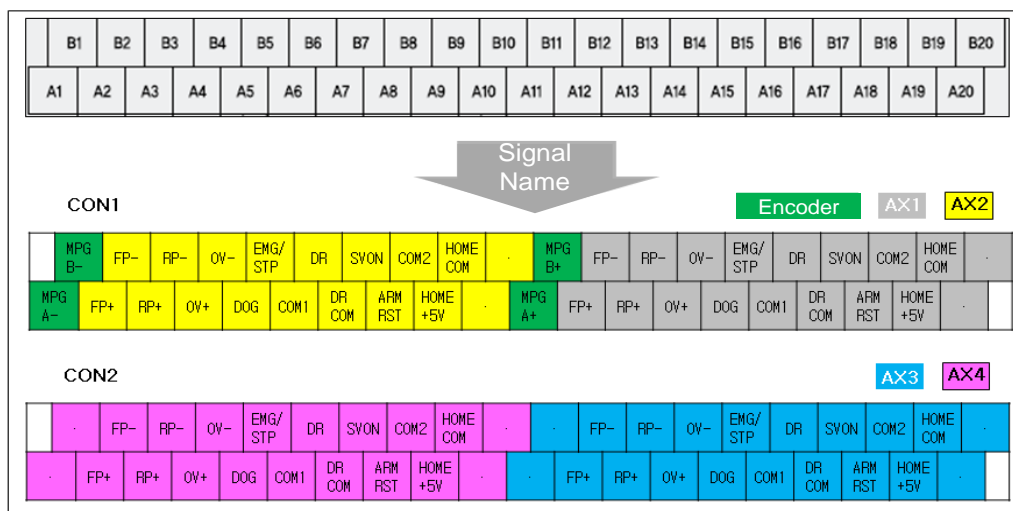 B1 B2 B3 B4 B5 B6 B7 B8 B9 B10 B11 B12 B13 B14 B15 B16 B17 B18 B19 B20
A1 A2 A3 A4 A5 A6 A7 A8 A9 A10 A11 A12 A13 A14 A15 A16 A17 A18 A19 A20
Signal
Name
CON1 Encoder AX1 AX2
MPG B- FP- RP- OV- EMG/ STP DR SVON COM2 HOME COM · MPG B+ FP- RP- OV- EMG/ STP DR SVON COM2 HOME COM ·
MPG A- FP+ RP+ OV+ DOG COM1 DR COM ARM RST HOME +5V · MPG A+ FP+ RP+ OV+ DOG COM1 DR COM ARM RST HOME +5V ·
CON2 AX3 AX4
· FP- RP- OV- EMG/ STP DR SVON COM2 HOME COM · · FP- RP- OV- EMG/ STP DR SVON COM2 HOME COM ·
· FP+ RP+ OV+ DOG COM1 DR COM ARM RST HOME +5V · · FP+ RP+ OV+ DOG COM1 DR COM ARM RST HOME +5V ·